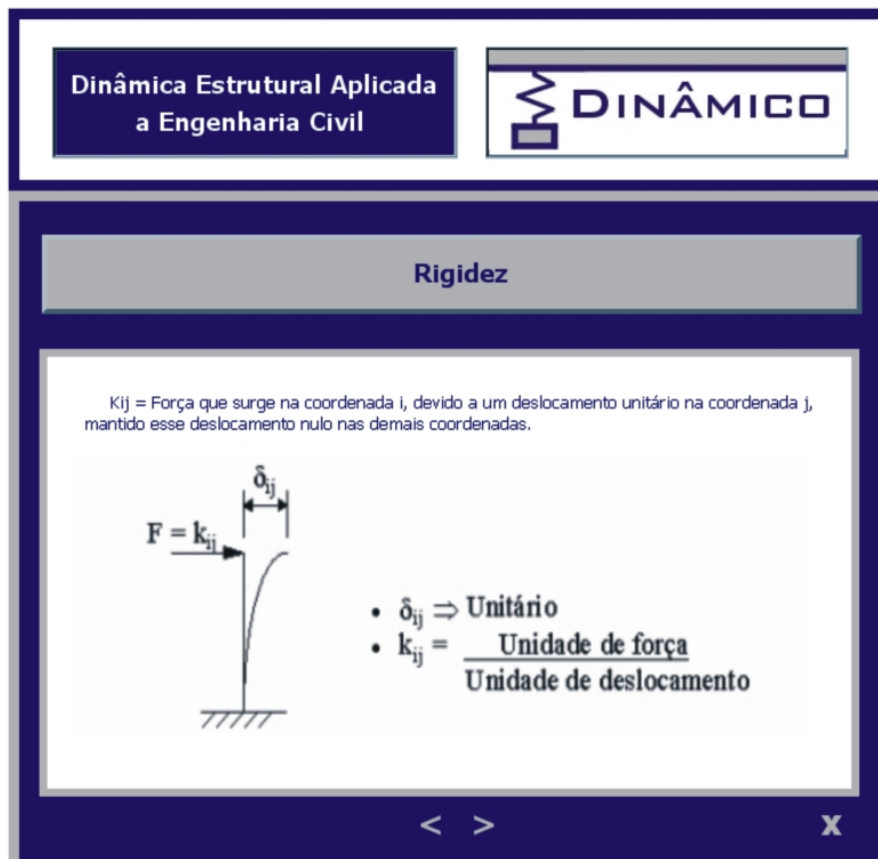 Dinâmica Estrutural Aplicada
a Engenharia Civil
DINÂMICO
Rigidez
Kij = Força que surge na coordenada i, devido a um deslocamento unitário na coordenada j,
mantido esse deslocamento nulo nas demais coordenadas.
δij
F = kij
• δij ⇒ Unitário
• kij = Unidade de força
Unidade de deslocamento
< > X